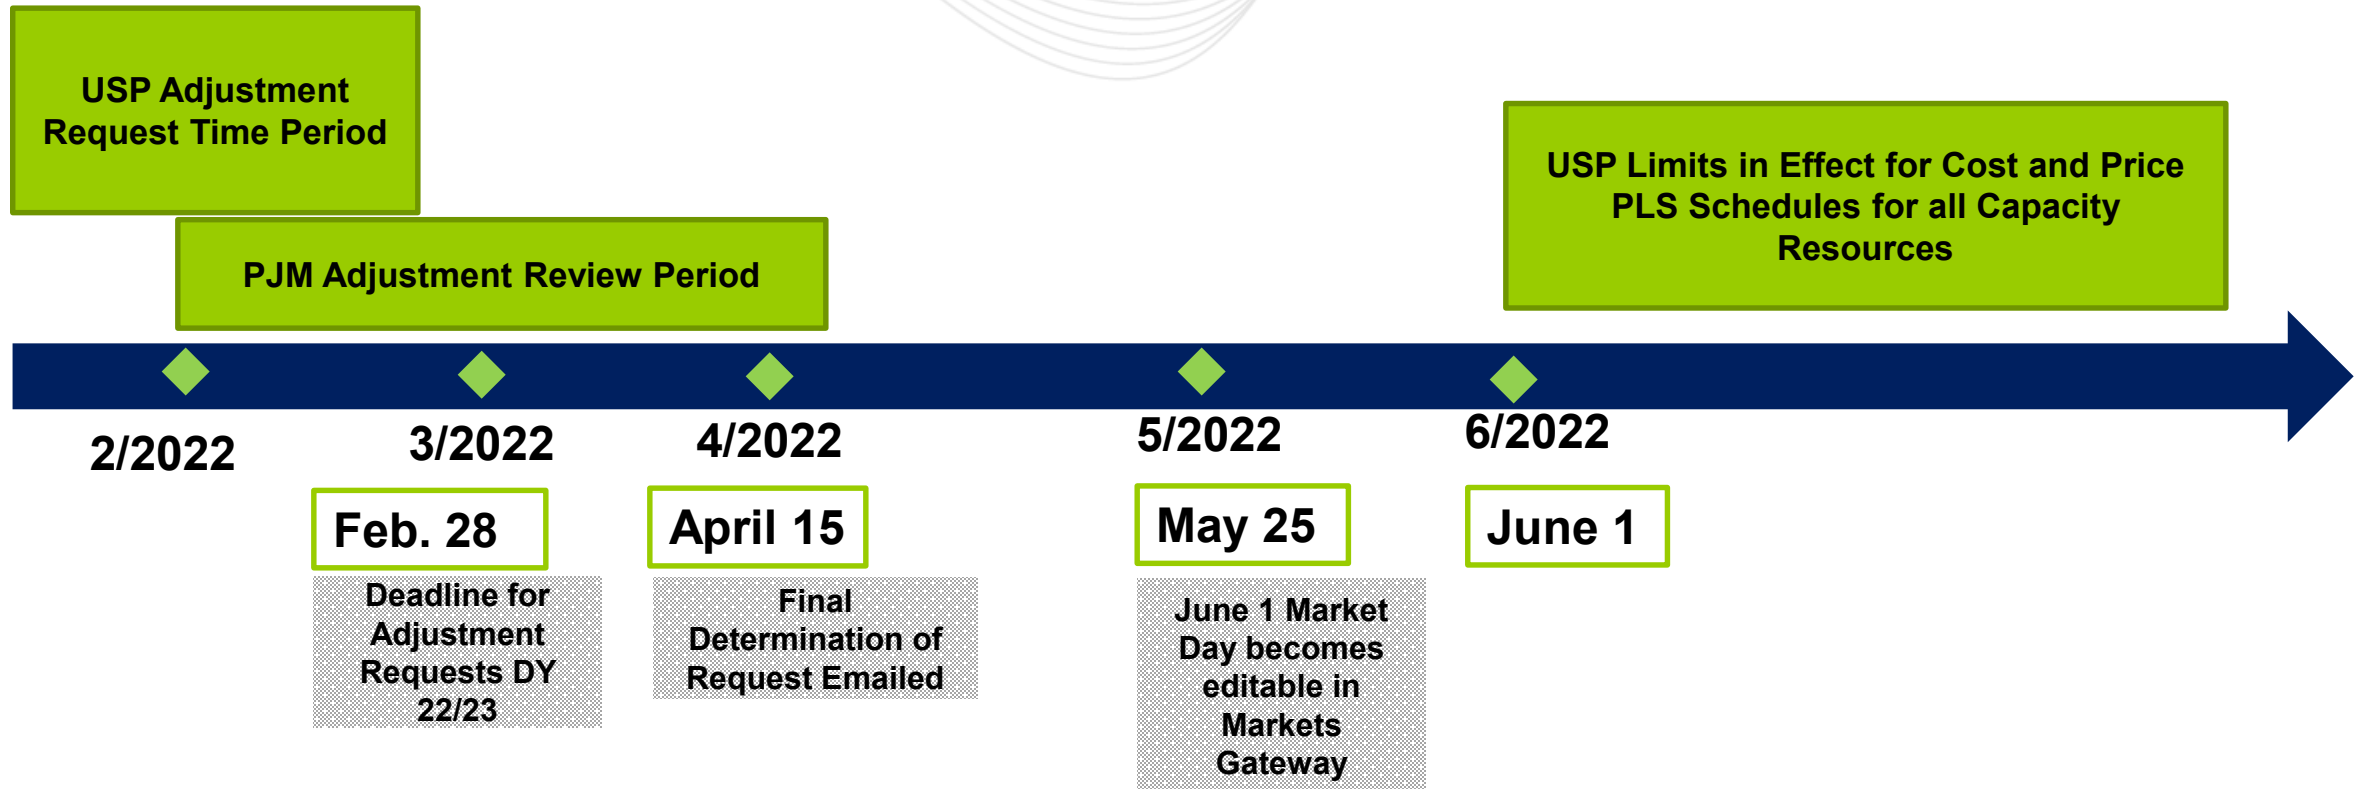 USP Adjustment
Request Time Period
PJM Adjustment Review Period
USP Limits in Effect for Cost and Price
PLS Schedules for all Capacity
Resources
2/2022
3/2022
4/2022
5/2022
6/2022
Feb. 28
Deadline for
Adjustment
Requests DY
22/23
April 15
Final
Determination of
Request Emailed
May 25
June 1 Market
Day becomes
editable in
Markets
Gateway
June 1